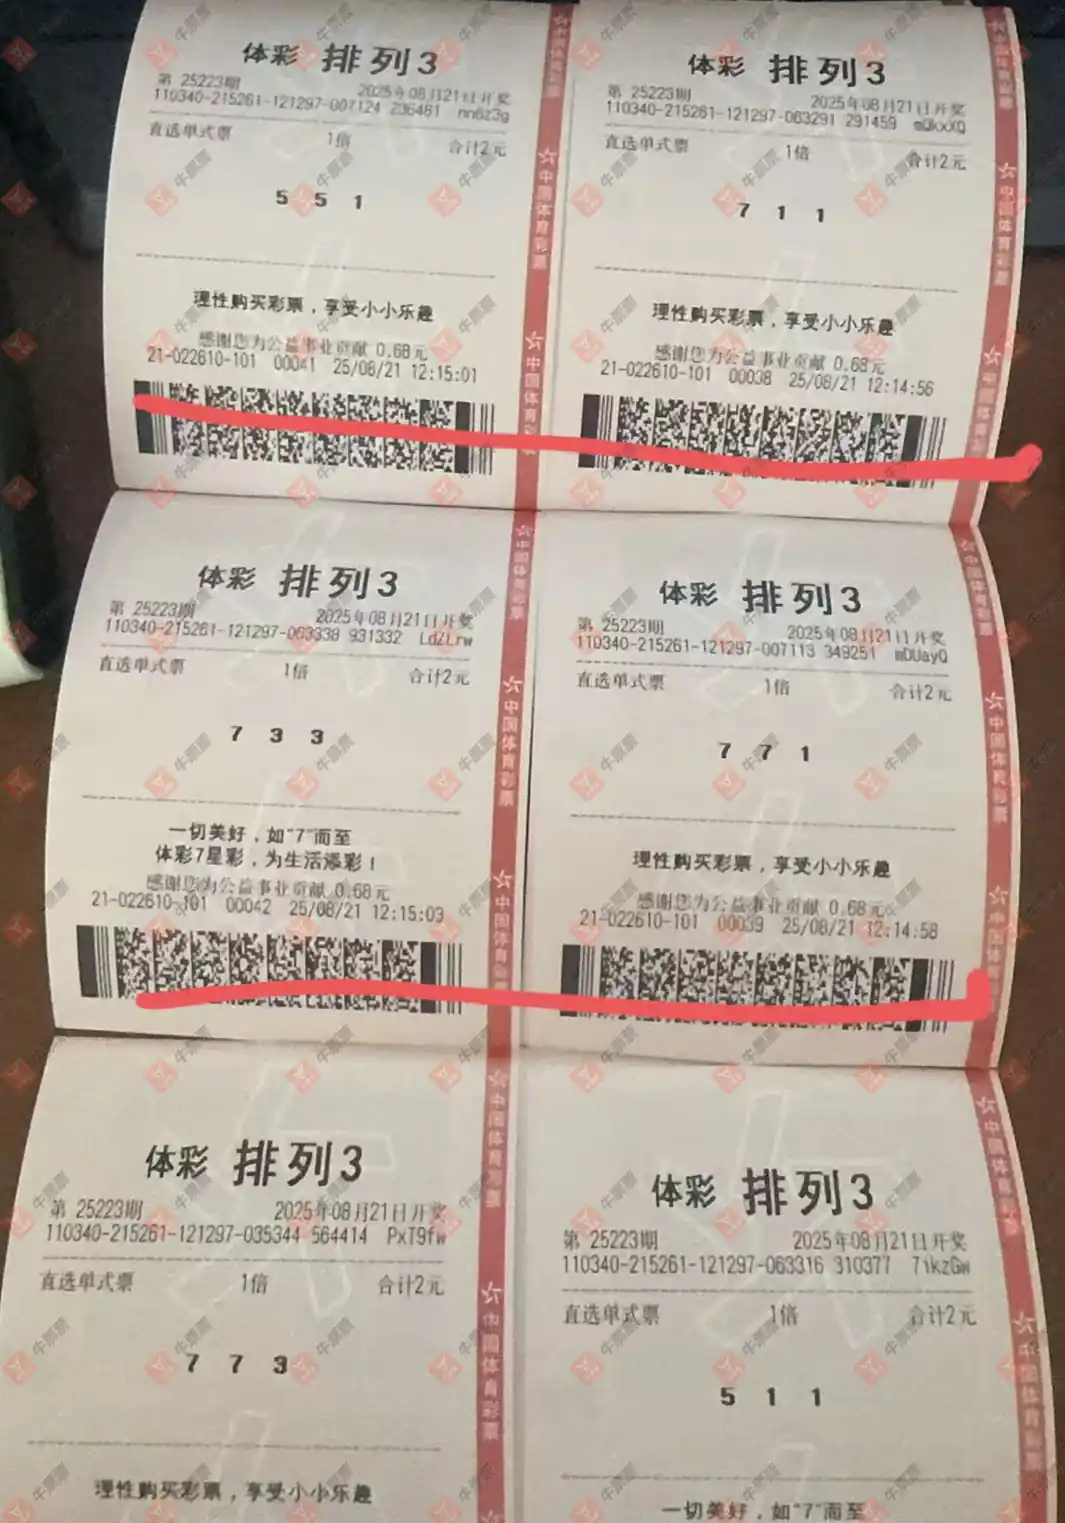 体彩 排列3
第 25223期 2025年08月21日开奖
110340-215261-121297-007124 236481 nn6z3g
直选单式票 1倍 合计2元
5 5 1
理性购买彩票，享受小小乐趣
感谢您为公益事业贡献 0.68元
21-022610-101 00041 25/08/21 12:15:01
体彩 排列3
第 25223期 2025年08月21日开奖
110340-215261-121297-063291 291459 mQkxXQ
直选单式票 1倍 合计2元
7 1 1
理性购买彩票，享受小小乐趣
感谢您为公益事业贡献 0.68元
21-022610-101 00038 25/08/21 12:14:56
体彩 排列3
第 25223期 2025年08月21日开奖
110340-215261-121297-063338 931332 LdZLrw
直选单式票 1倍 合计2元
7 3 3
一切美好，如“7”而至
体彩7星彩，为生活添彩！
感谢您为公益事业贡献 0.68元
21-022610-101 00042 25/08/21 12:15:03
体彩 排列3
第 25223期 2025年08月21日开奖
110340-215261-121297-007113 349251 mDUayQ
直选单式票 1倍 合计2元
7 7 1
理性购买彩票，享受小小乐趣
感谢您为公益事业贡献 0.68元
21-022610-101 00039 25/08/21 12:14:58
体彩 排列3
第 25223期 2025年08月21日开奖
110340-215261-121297-035344 564414 PxT9fw
直选单式票 1倍 合计2元
7 7 3
理性购买彩票，享受小小乐趣
体彩 排列3
第 25223期 2025年08月21日开奖
110340-215261-121297-063316 310377 7ikzGw
直选单式票 1倍 合计2元
5 1 1
一切美好，如“7”而至
中国体育彩票
牛票票